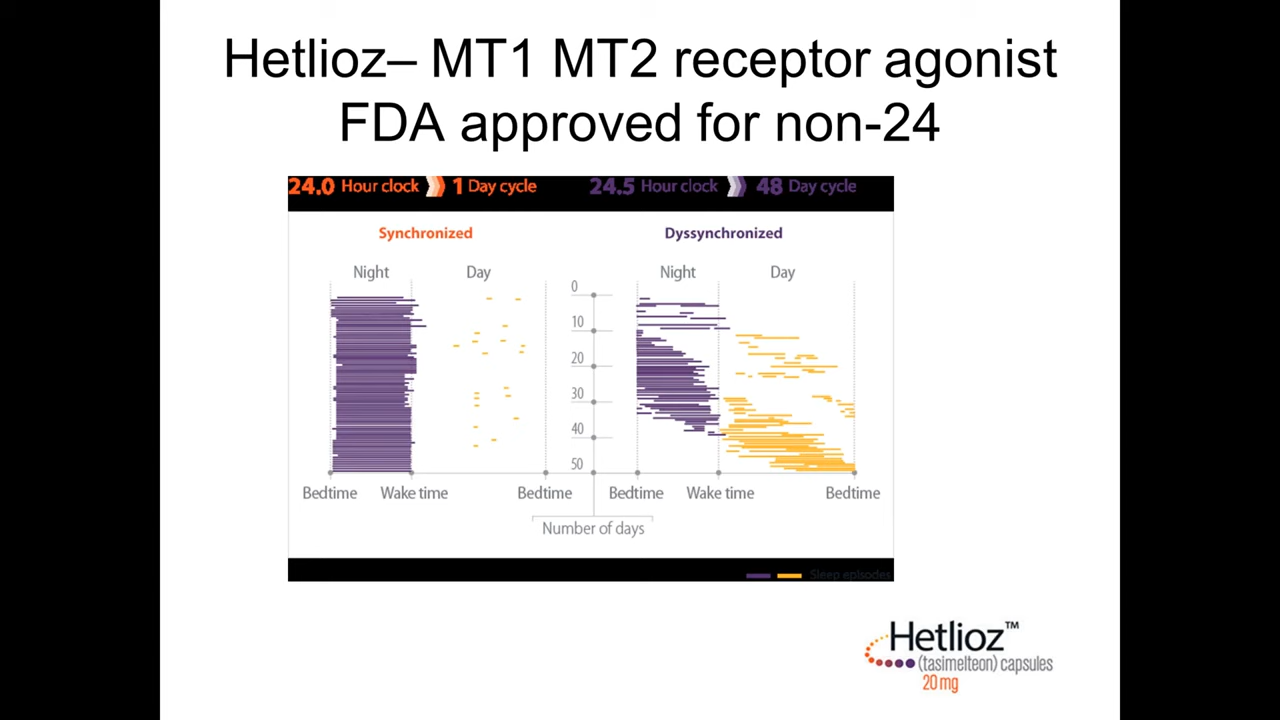 Hetlioz– MT1 MT2 receptor agonist
FDA approved for non-24
24.0 Hour clock 1 Day cycle
24.5 Hour clock 48 Day cycle
Synchronized
Dyssynchronized
Night Day
Night Day
0
10
20
30
40
50
Bedtime Wake time Bedtime
Bedtime Wake time Bedtime
Number of days
Sleep episodes
Hetlioz™
(tasimelteon) capsules
20 mg